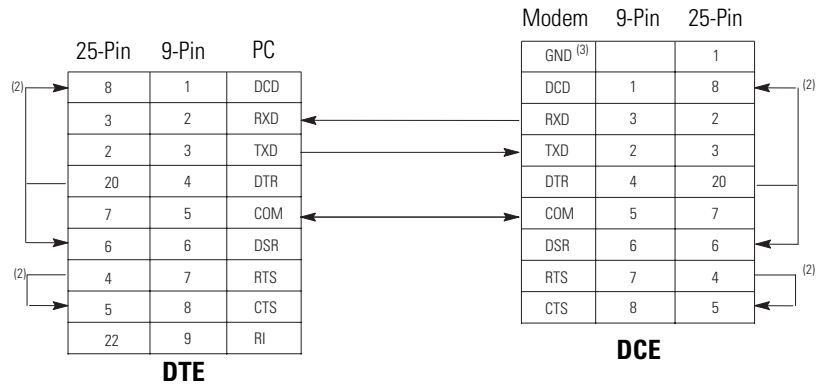 Modem 9-Pin 25-Pin
GND (3) 1
DCD 1 8
RXD 3 2
TXD 2 3
DTR 4 20
COM 5 7
DSR 6 6
RTS 7 4
CTS 8 5
(2)
(2)
DCE
25-Pin 9-Pin PC
8 1 DCD
3 2 RXD
2 3 TXD
20 4 DTR
7 5 COM
6 6 DSR
4 7 RTS
5 8 CTS
22 9 RI
(2)
(2)
DTE